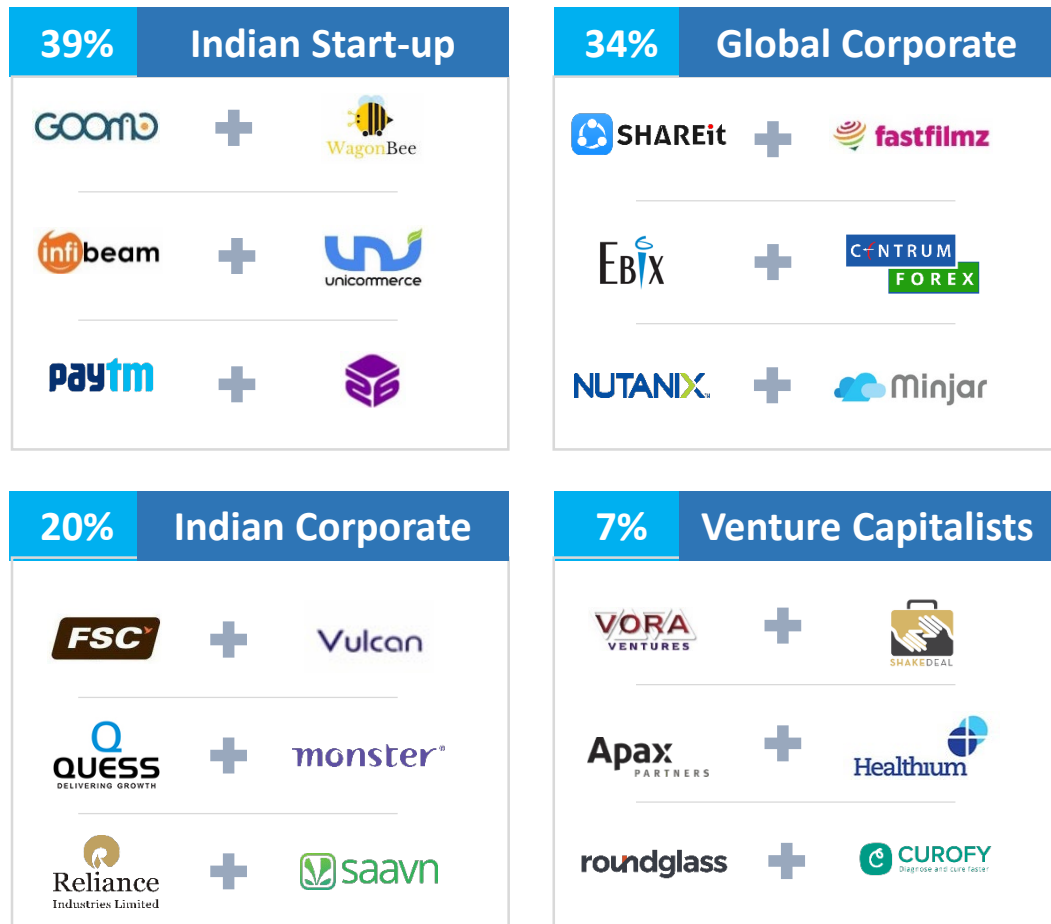 39% Indian Start-up
GOOMO
WagonBee
infibeam
unicommerce
paytm
34% Global Corporate
SHAREit
fastfilmz
EBIX
CENTRUM
FOREX
NUTANIX
Minjar
20% Indian Corporate
FSC
Vulcan
QUESS
DELIVERING GROWTH
monster
Reliance
Industries Limited
saavn
7% Venture Capitalists
VORA
VENTURES
SHAKEDEAL
Apax
PARTNERS
Healthium
roundglass
CUROFY
Diagnose and cure faster